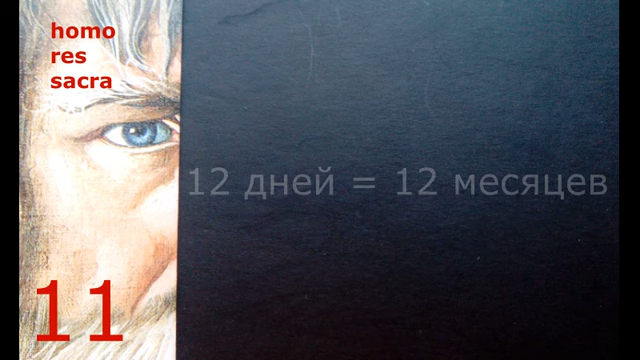 homo
res
sacra
12 дней = 12 месяцев
11